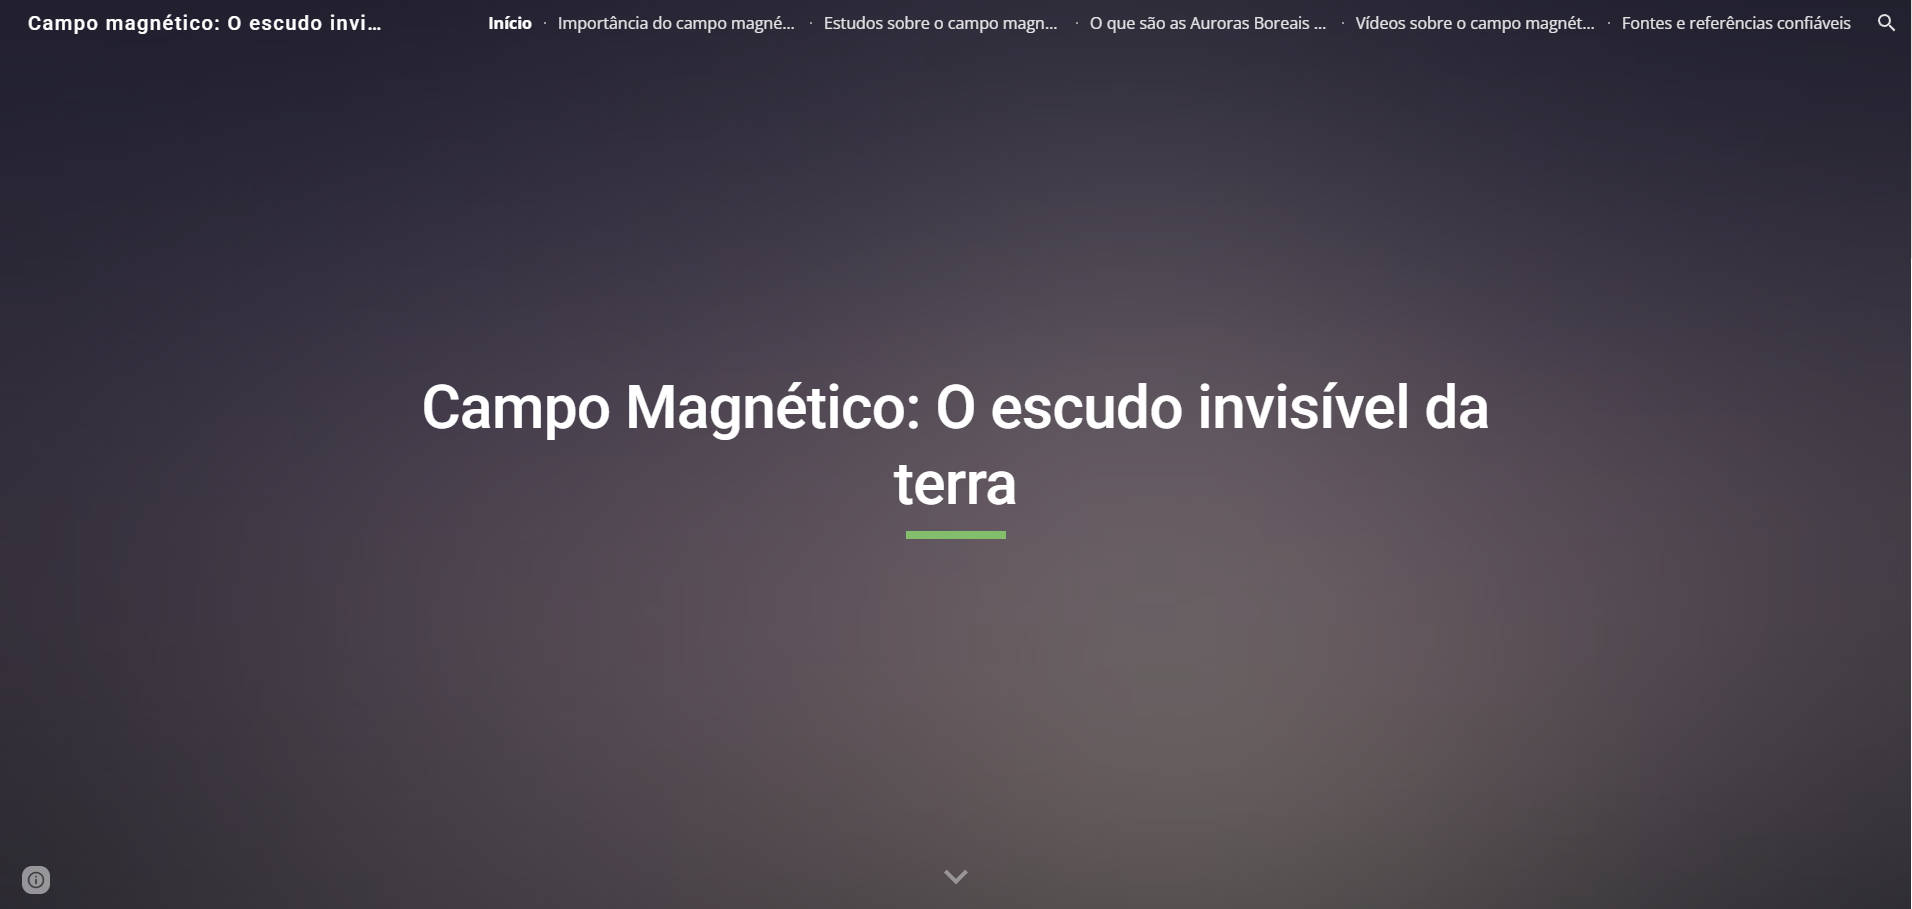 Campo magnético: O escudo invi...
Início · Importância do campo magné... · Estudos sobre o campo magn... · O que são as Auroras Boreais ... · Vídeos sobre o campo magnét... · Fontes e referências confiáveis
Campo Magnético: O escudo invisível da
terra